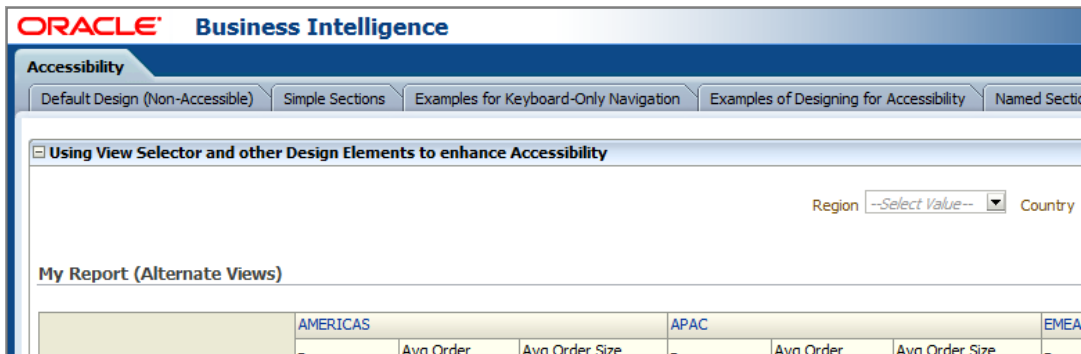 ORACLE Business Intelligence
Accessibility
Default Design (Non-Accessible) Simple Sections Examples for Keyboard-Only Navigation Examples of Designing for Accessibility Named
Using View Selector and other Design Elements to enhance Accessibility
Region --Select Value-- Country
My Report (Alternate Views)
AMERICAS APAC EMEA
Avg Order Avg Order Size Avg Order Avg Order Size